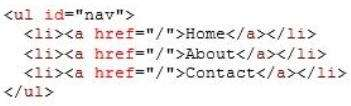 <ul id="nav">
  <li><a href="/">Home</a></li>
  <li><a href="/">About</a></li>
  <li><a href="/">Contact</a></li>
</ul>